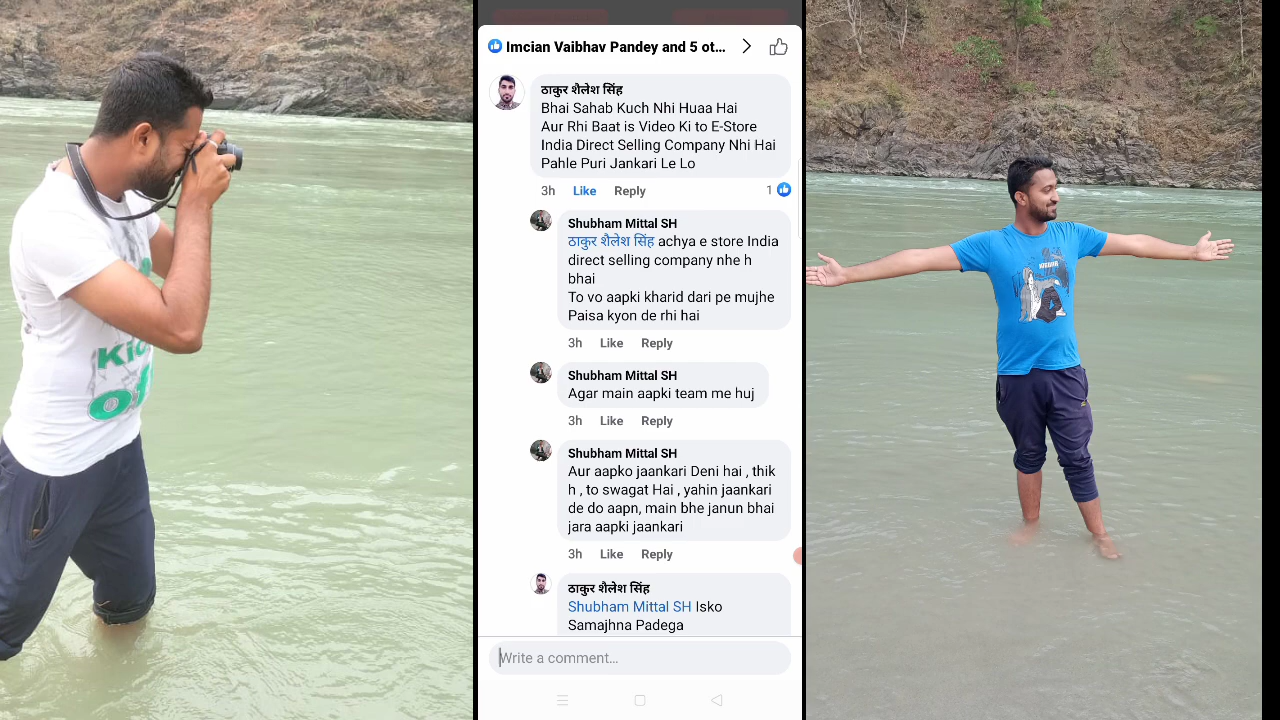 Imcian Vaibhav Pandey and 5 ot...
ठाकुर शैलेश सिंह
Bhai Sahab Kuch Nhi Huaa Hai
Aur Rhi Baat is Video Ki to E-Store
India Direct Selling Company Nhi Hai
Pahle Puri Jankari Le Lo
3h Like Reply 1
Shubham Mittal SH
ठाकुर शैलेश सिंह achya e store India
direct selling company nhe h
bhai
To vo aapki kharid dari pe mujhe
Paisa kyon de rhi hai
3h Like Reply
Shubham Mittal SH
Agar main aapki team me huj
3h Like Reply
Shubham Mittal SH
Aur aapko jaankari Deni hai , thik
h , to swagat Hai , yahin jaankari
de do aapn, main bhe janun bhai
jara aapki jaankari
3h Like Reply
ठाकुर शैलेश सिंह
Shubham Mittal SH Isko
Samajhna Padega
Write a comment...